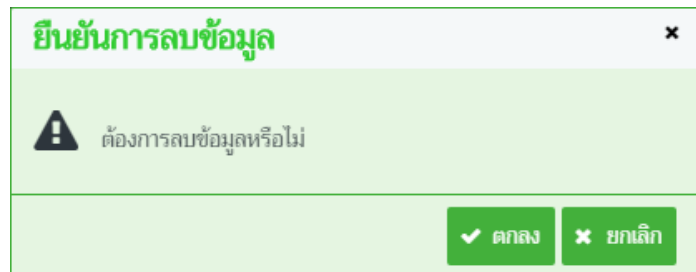 ยืนยันการลบข้อมูล
ต้องการลบข้อมูลหรือไม่
ตกลง ยกเลิก